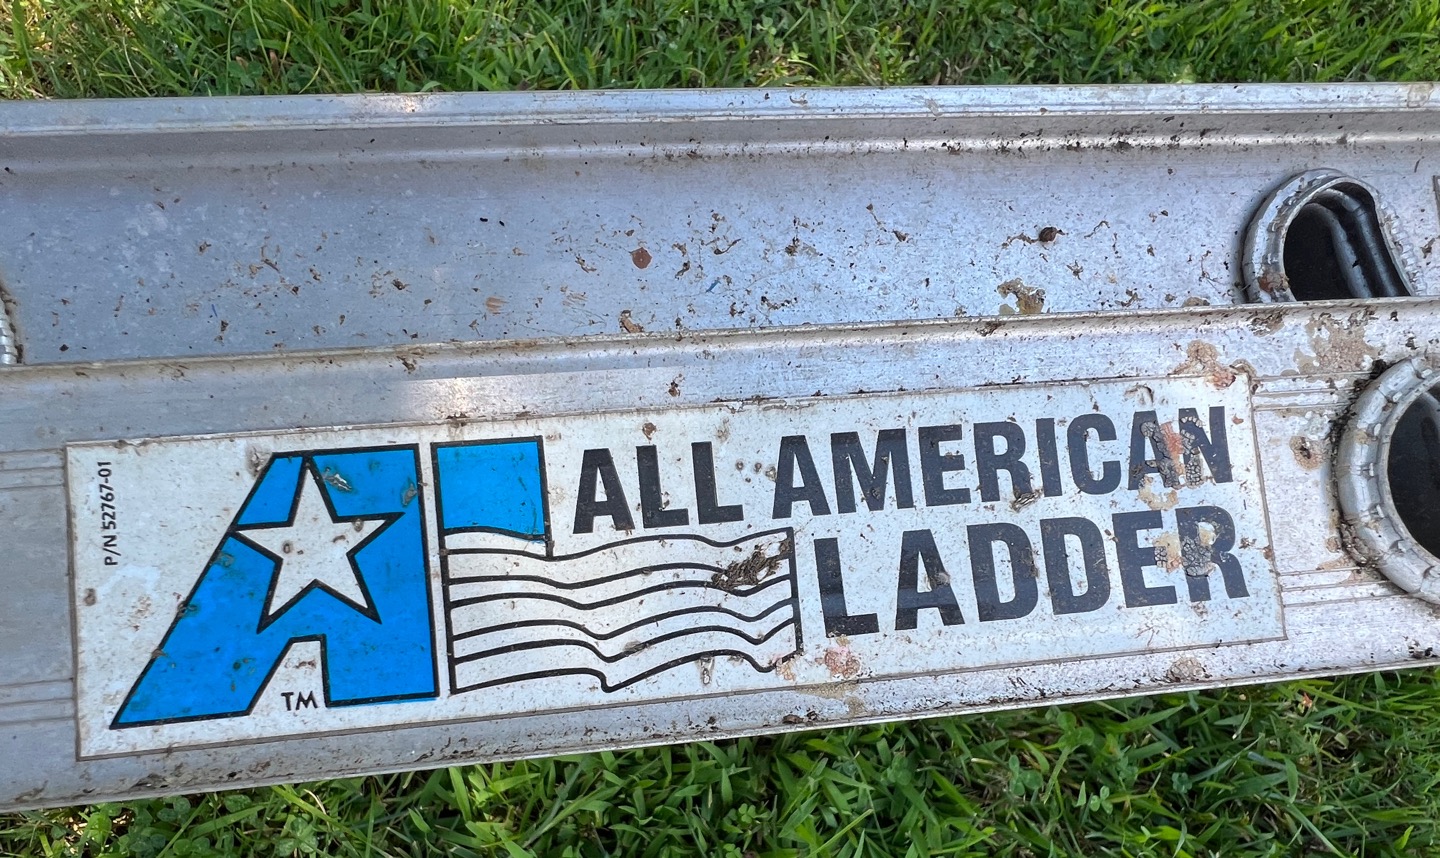 P/N 52767-01
TM
ALL AMERICAN
LADDER